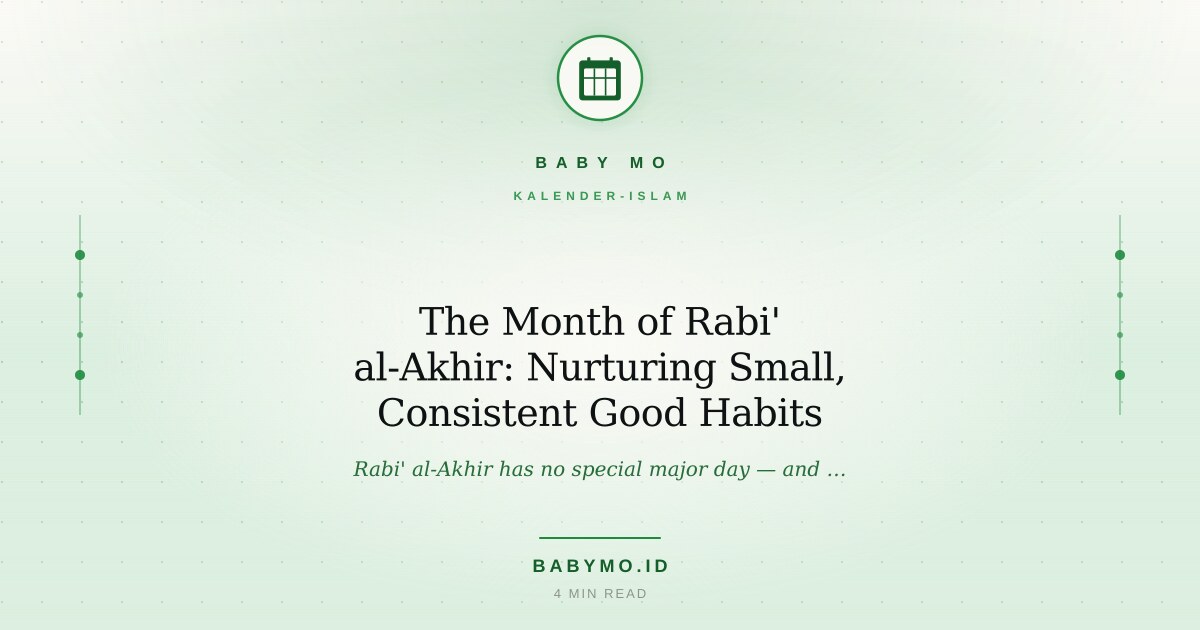 BABY MO
KALENDER-ISLAM
The Month of Rabi'
al-Akhir: Nurturing Small,
Consistent Good Habits
Rabi' al-Akhir has no special major day — and ...
BABYMO.ID
4 MIN READ